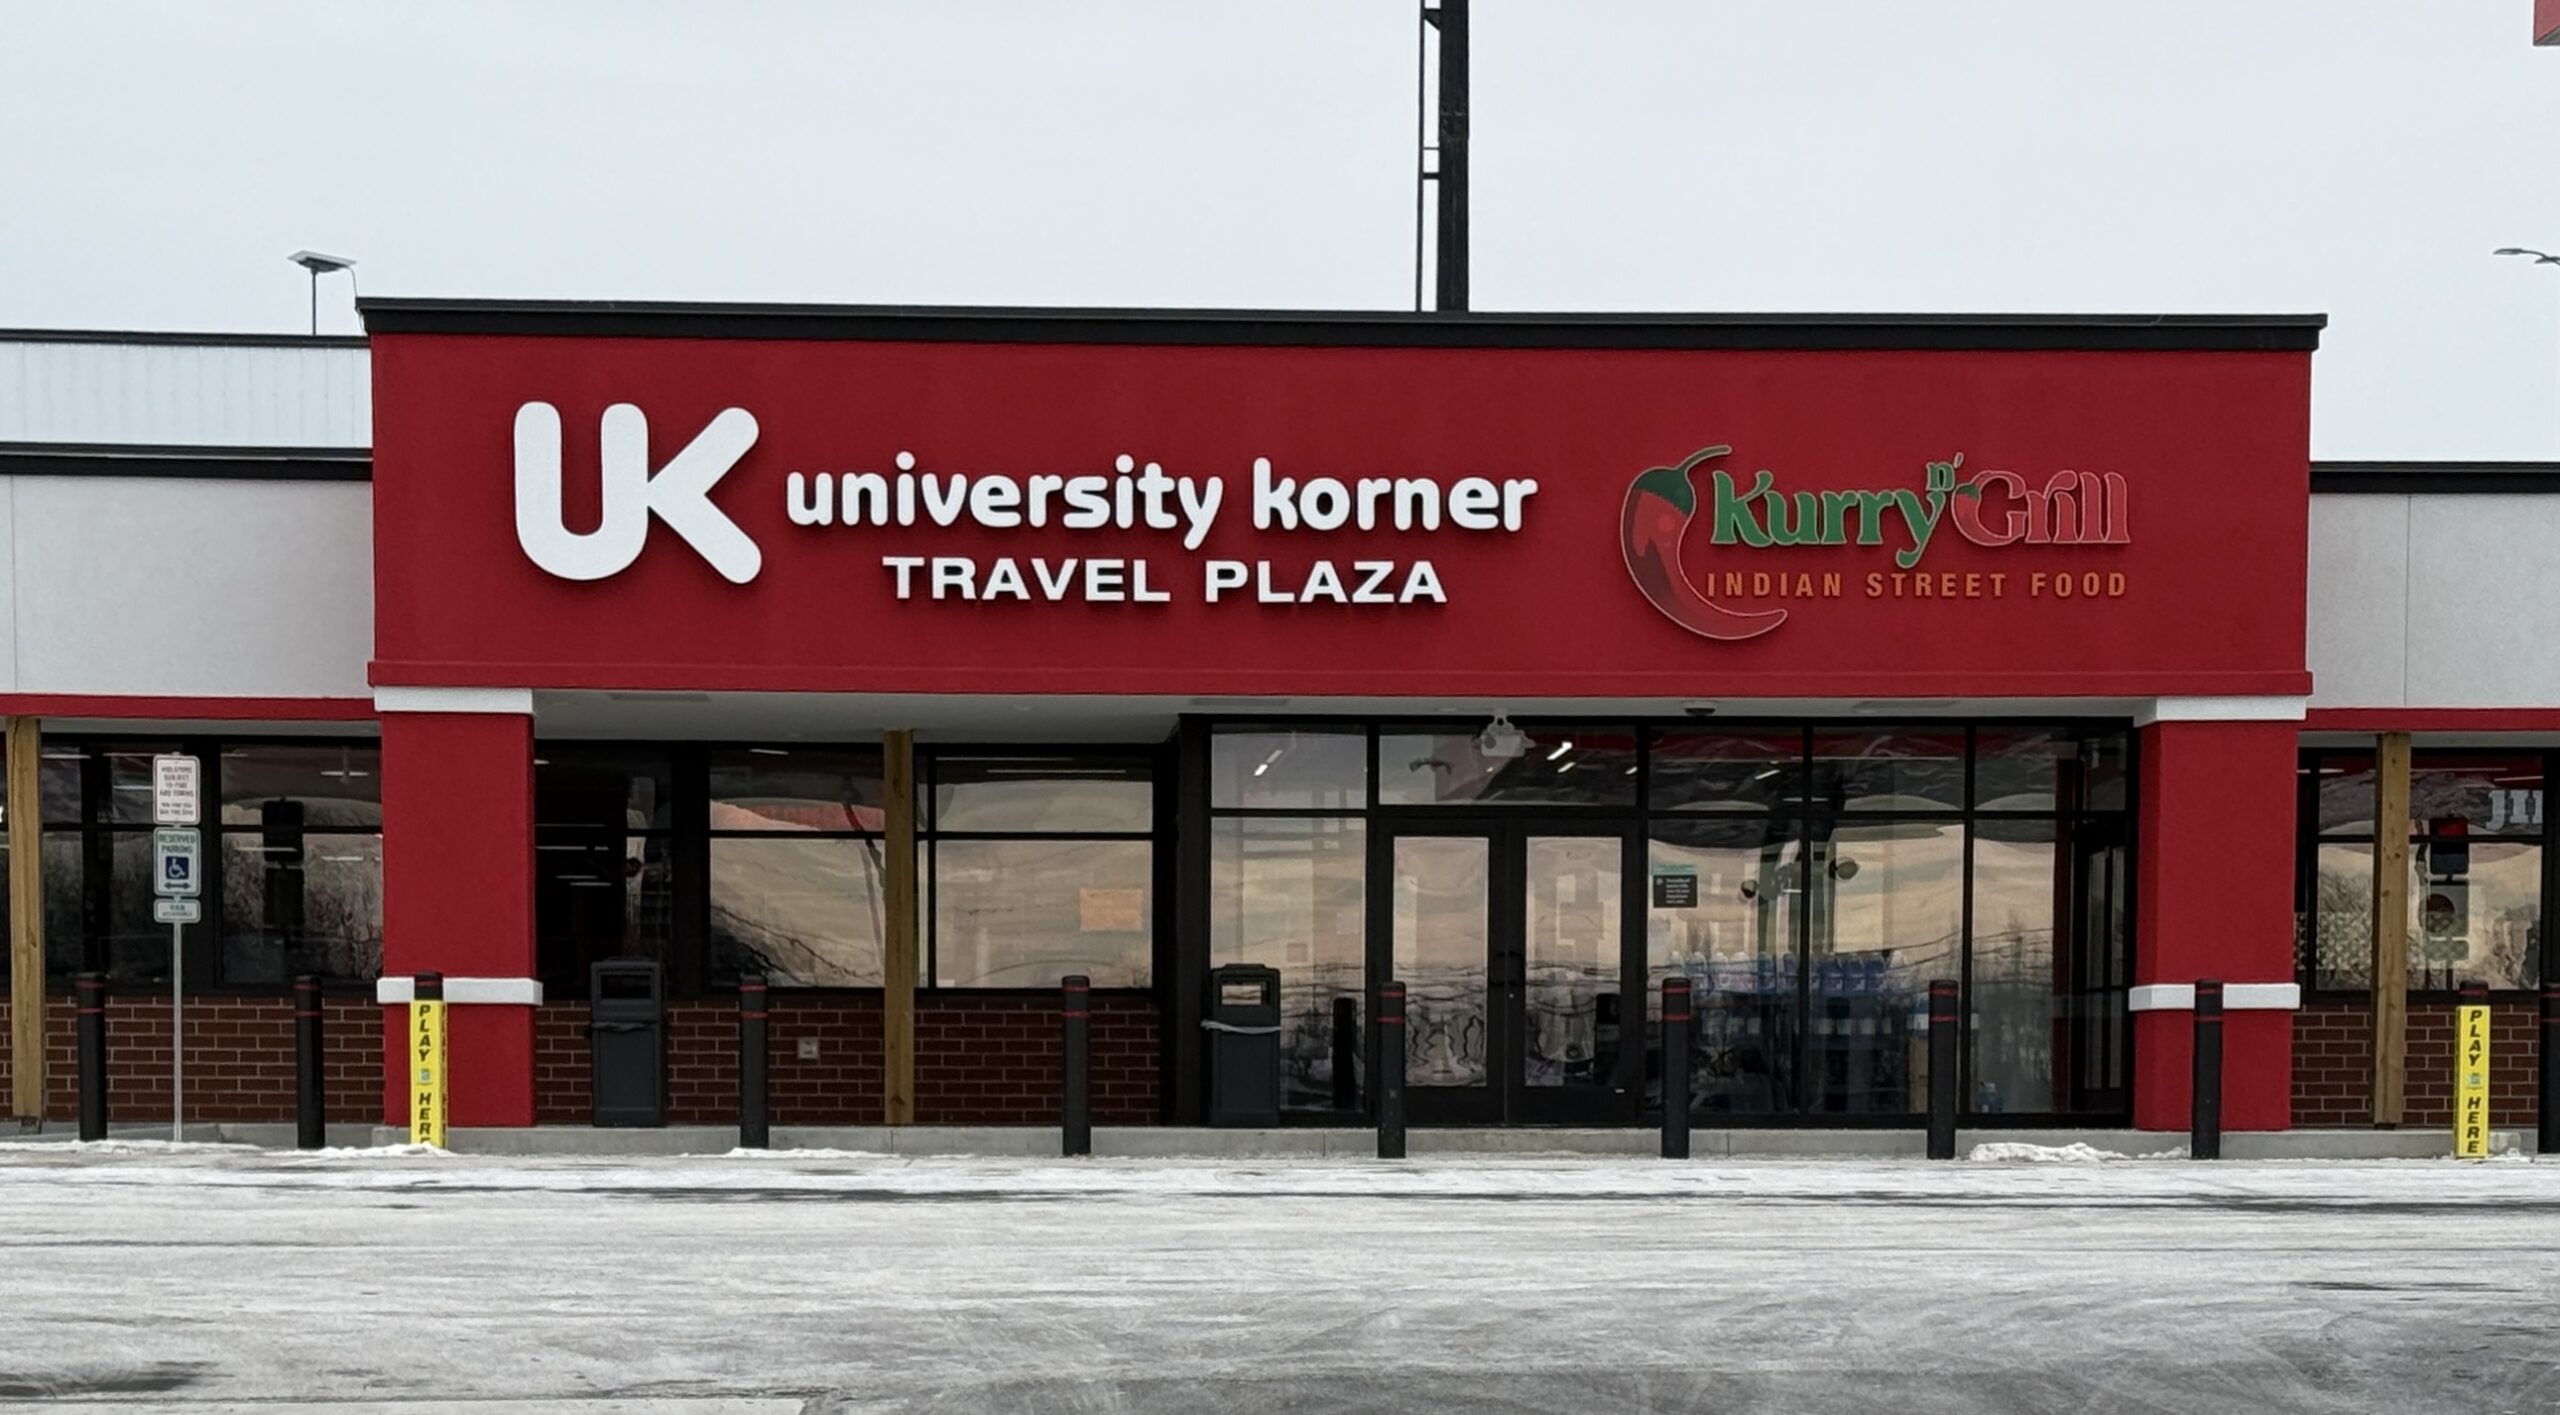 UK
university korner
TRAVEL PLAZA
Kurry n' Grill
INDIAN STREET FOOD
RESERVED
PARKING
PLAY HERE
PLAY HERE